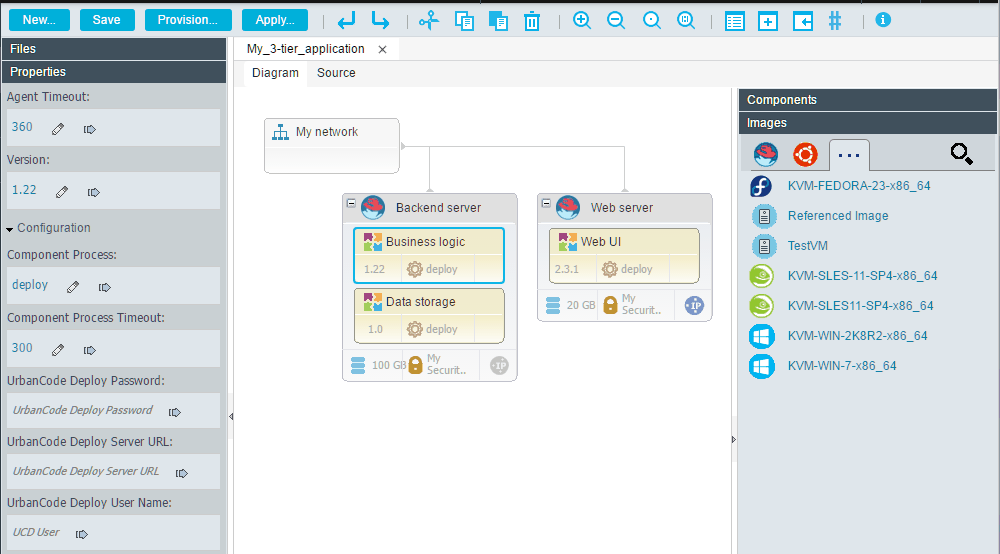 New...
Save
Provision...
Apply...
Files
Properties
Agent Timeout:
360
Version:
1.22
Configuration
Component Process:
deploy
Component Process Timeout:
300
UrbanCode Deploy Password:
UrbanCode Deploy Password
UrbanCode Deploy Server URL:
UrbanCode Deploy Server URL
UrbanCode Deploy User Name:
UCD User
My_3-tier_application
Diagram
Source
My network
Backend server
Business logic
1.22
deploy
Data storage
1.0
deploy
100 GB
My
Securit..
IP
Web server
Web UI
2.3.1
deploy
20 GB
My
Securit..
IP
Components
Images
...
KVM-FEDORA-23-x86_64
Referenced Image
TestVM
KVM-SLES-11-SP4-x86_64
KVM-SLES11-SP4-x86_64
KVM-WIN-2K8R2-x86_64
KVM-WIN-7-x86_64